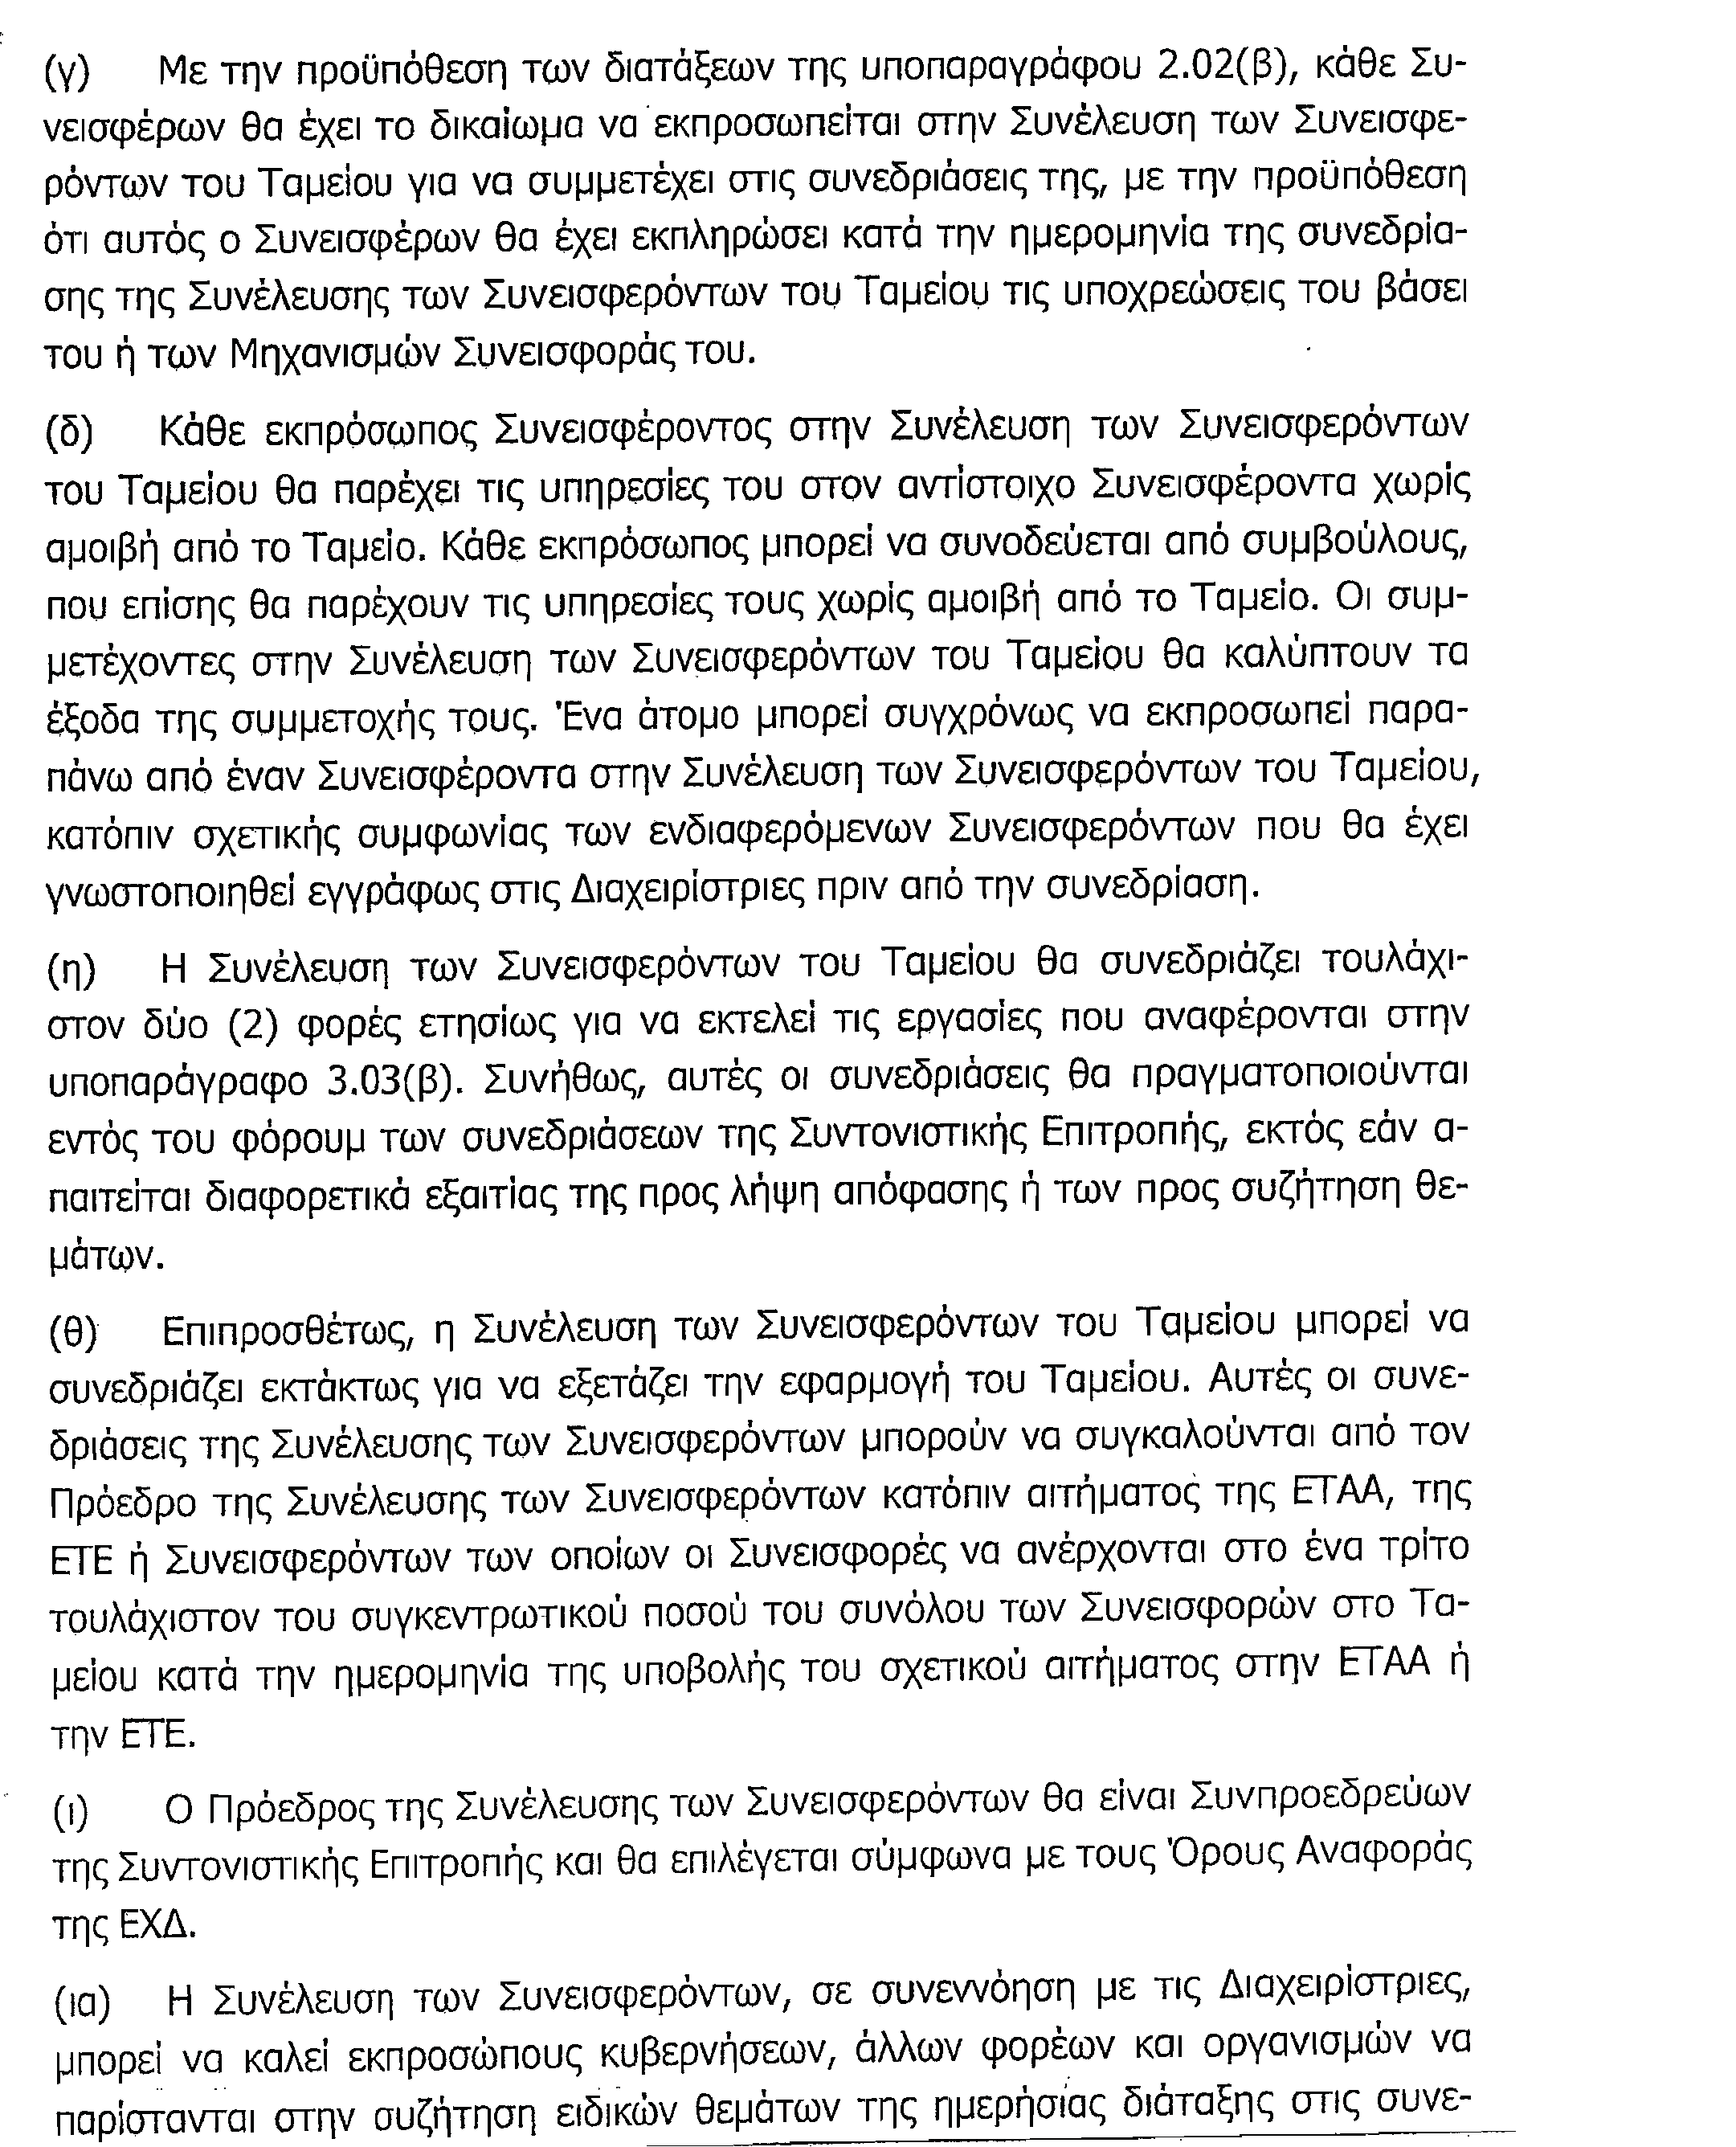 (γ) Με την προϋπόθεση των διατάξεων της υποπαραγράφου 2.02(β), κάθε Συ-
νεισφέρων θα έχει το δικαίωμα να εκπροσωπείται στην Συνέλευση των Συνεισφε-
ρόντων του Ταμείου για να συμμετέχει στις συνεδριάσεις της, με την προϋπόθεση
ότι αυτός ο Συνεισφέρων θα έχει εκπληρώσει κατά την ημερομηνία της συνεδρία-
σης της Συνέλευσης των Συνεισφερόντων του Ταμείου τις υποχρεώσεις του βάσει
του ή των Μηχανισμών Συνεισφοράς του.
(δ) Κάθε εκπρόσωπος Συνεισφέροντος στην Συνέλευση των Συνεισφερόντων
του Ταμείου θα παρέχει τις υπηρεσίες του στον αντίστοιχο Συνεισφέροντα χωρίς
αμοιβή από το Ταμείο. Κάθε εκπρόσωπος μπορεί να συνοδεύεται από συμβούλους,
που επίσης θα παρέχουν τις υπηρεσίες τους χωρίς αμοιβή από το Ταμείο. Οι συμ-
μετέχοντες στην Συνέλευση των Συνεισφερόντων του Ταμείου θα καλύπτουν τα
έξοδα της συμμετοχής τους. Ένα άτομο μπορεί συγχρόνως να εκπροσωπεί παρα-
πάνω από έναν Συνεισφέροντα στην Συνέλευση των Συνεισφερόντων του Ταμείου,
κατόπιν σχετικής συμφωνίας των ενδιαφερόμενων Συνεισφερόντων που θα έχει
γνωστοποιηθεί εγγράφως στις Διαχειρίστριες πριν από την συνεδρίαση.
(η) Η Συνέλευση των Συνεισφερόντων του Ταμείου θα συνεδριάζει τουλάχι-
στον δύο (2) φορές ετησίως για να εκτελεί τις εργασίες που αναφέρονται στην
υποπαράγραφο 3.03(β). Συνήθως, αυτές οι συνεδριάσεις θα πραγματοποιούνται
εντός του φόρουμ των συνεδριάσεων της Συντονιστικής Επιτροπής, εκτός εάν α-
παιτείται διαφορετικά εξαιτίας της προς λήψη απόφασης ή των προς συζήτηση θε-
μάτων.
(θ) Επιπροσθέτως, η Συνέλευση των Συνεισφερόντων του Ταμείου μπορεί να
συνεδριάζει εκτάκτως για να εξετάζει την εφαρμογή του Ταμείου. Αυτές οι συνε-
δριάσεις της Συνέλευσης των Συνεισφερόντων μπορούν να συγκαλούνται από τον
Πρόεδρο της Συνέλευσης των Συνεισφερόντων κατόπιν αιτήματος της ΕΤΑΑ, της
ΕΤΕ ή Συνεισφερόντων των οποίων οι Συνεισφορές να ανέρχονται στο ένα τρίτο
τουλάχιστον του συγκεντρωτικού ποσού του συνόλου των Συνεισφορών στο Τα-
μείου κατά την ημερομηνία της υποβολής του σχετικού αιτήματος στην ΕΤΑΑ ή
την ΕΤΕ.
(ι) Ο Πρόεδρος της Συνέλευσης των Συνεισφερόντων θα είναι Συνπροεδρεύων
της Συντονιστικής Επιτροπής και θα επιλέγεται σύμφωνα με τους Όρους Αναφοράς
της ΕΧΔ.
(ια) Η Συνέλευση των Συνεισφερόντων, σε συνεννόηση με τις Διαχειρίστριες,
μπορεί να καλεί εκπροσώπους κυβερνήσεων, άλλων φορέων και οργανισμών να
παρίστανται στην συζήτηση ειδικών θεμάτων της ημερήσιας διάταξης στις συνε-